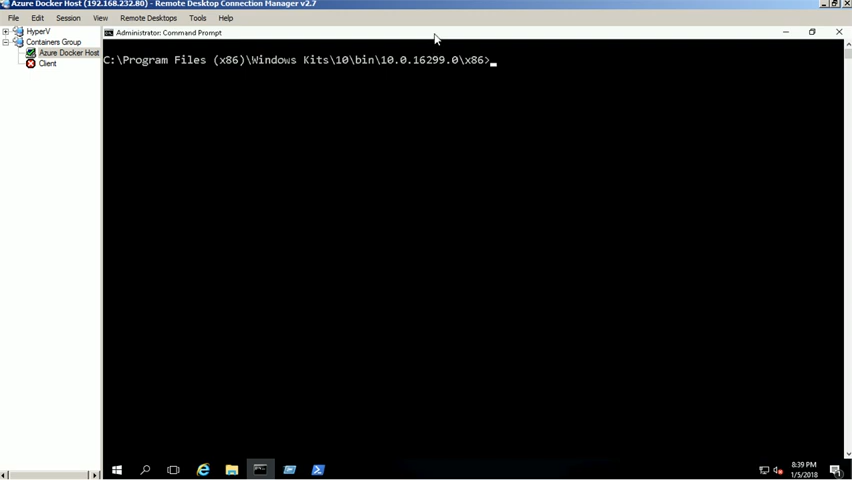 Azure Docker Host (192.168.232.80) - Remote Desktop Connection Manager v2.7
File Edit Session View Remote Desktops Tools Help
HyperV
Containers Group
Azure Docker Host
Client
Administrator: Command Prompt
C:\Program Files (x86)\Windows Kits\10\bin\10.0.16299.0\x86>
8:39 PM
1/5/2018